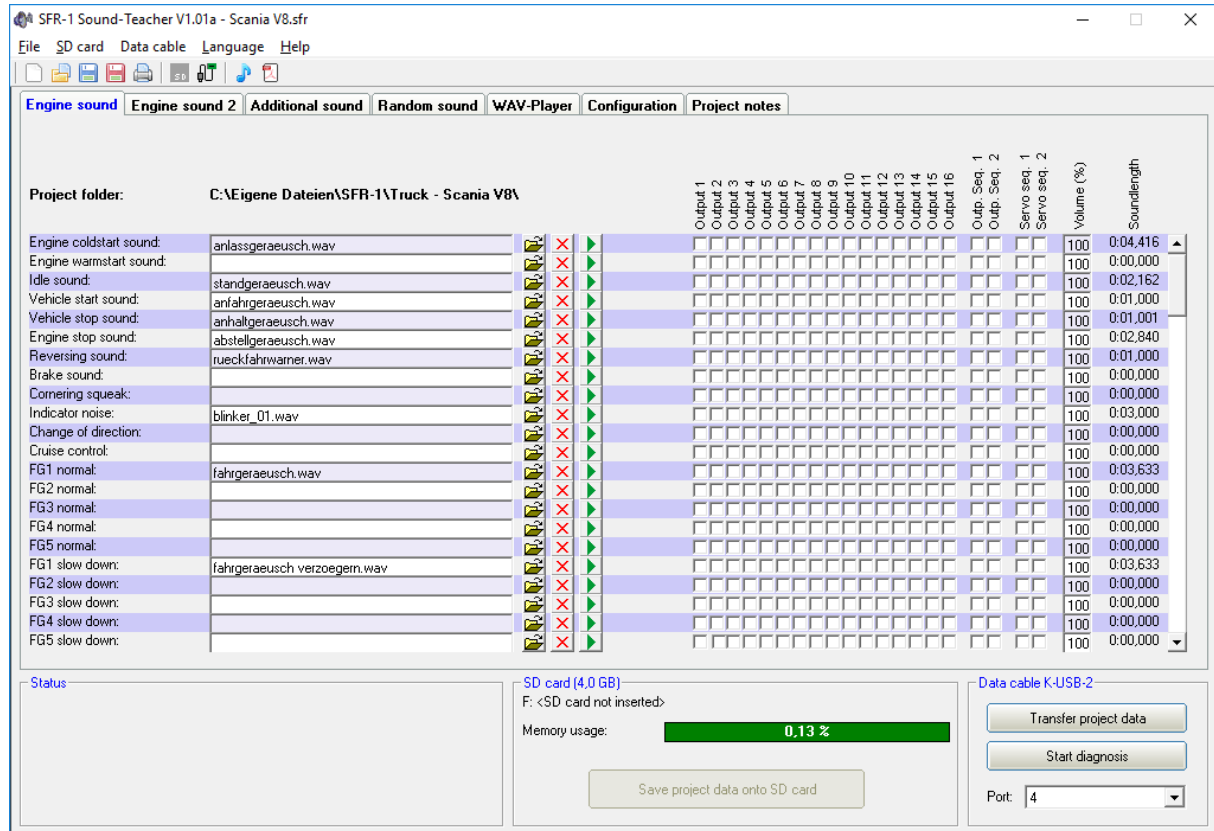 SFR-1 Sound-Teacher V1.01a - Scania V8.sfr
File SD card Data cable Language Help
Engine sound Engine sound 2 Additional sound Random sound WAV-Player Configuration Project notes
Project folder: C:\Eigene Dateien\SFR-1\Truck - Scania V8\
Output 1 Output 2 Output 3 Output 4 Output 5 Output 6 Output 7 Output 8 Output 9 Output 10 Output 11 Output 12 Output 13 Output 14 Output 15 Output 16 Outp. Seq. 1 Outp. Seq. 2 Servo seq. 1 Servo seq. 2 Volume (%) Soundlength
Engine coldstart sound: anlassgeraeusch.wav 100 0:04,416
Engine warmstart sound: 100 0:00,000
Idle sound: standgeraeusch.wav 100 0:02,162
Vehicle start sound: anfahrgeraeusch.wav 100 0:01,000
Vehicle stop sound: anhaltgeraeusch.wav 100 0:01,001
Engine stop sound: abstellgeraeusch.wav 100 0:02,840
Reversing sound: rueckfahrwarner.wav 100 0:01,000
Brake sound: 100 0:00,000
Cornering squeak: 100 0:00,000
Indicator noise: blinker_01.wav 100 0:03,000
Change of direction: 100 0:00,000
Cruise control: 100 0:00,000
FG1 normal: fahrgeraeusch.wav 100 0:03,633
FG2 normal: 100 0:00,000
FG3 normal: 100 0:00,000
FG4 normal: 100 0:00,000
FG5 normal: 100 0:00,000
FG1 slow down: fahrgeraeusch verzoegern.wav 100 0:03,633
FG2 slow down: 100 0:00,000
FG3 slow down: 100 0:00,000
FG4 slow down: 100 0:00,000
FG5 slow down: 100 0:00,000
Status
SD card (4,0 GB)
F: <SD card not inserted>
Memory usage: 0,13 %
Save project data onto SD card
Data cable K-USB-2
Transfer project data
Start diagnosis
Port: 4